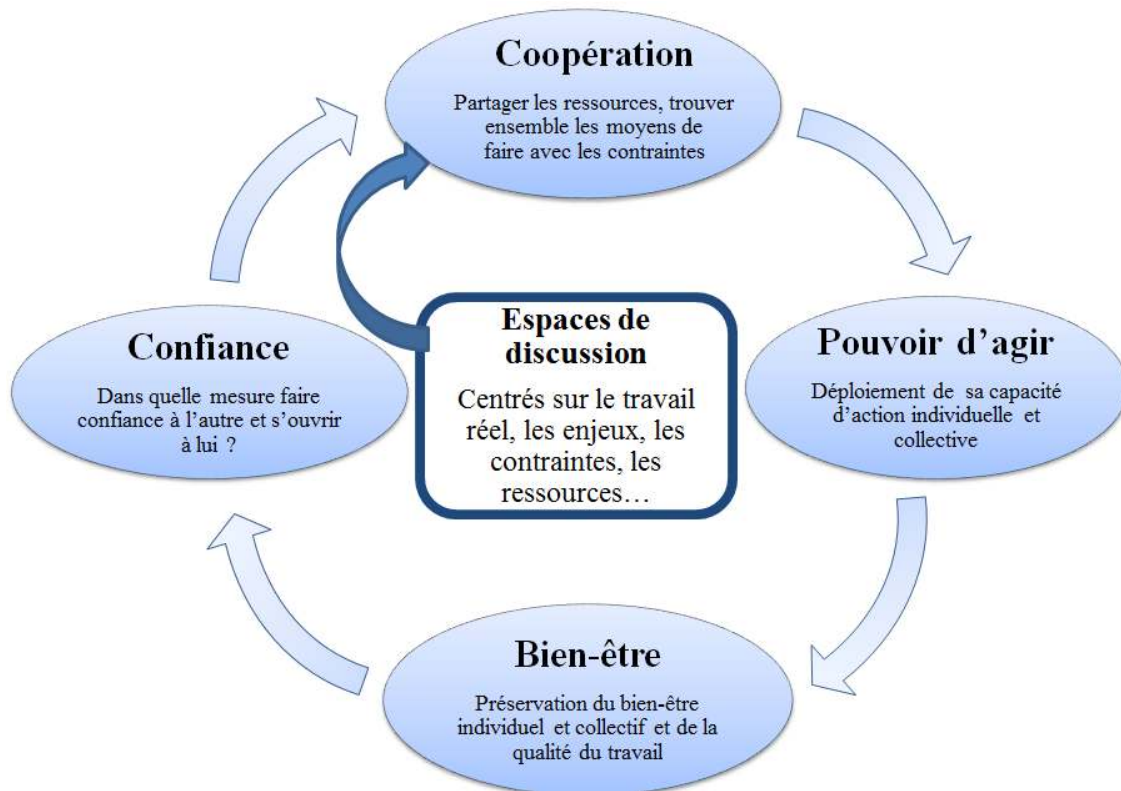 Coopération
Partager les ressources, trouver
ensemble les moyens de
faire avec les contraintes
Confiance
Dans quelle mesure faire
confiance à l’autre et s’ouvrir
à lui ?
Espaces de
discussion
Centrés sur le travail
réel, les enjeux, les
contraintes, les
ressources…
Pouvoir d’agir
Déploiement de sa capacité
d’action individuelle et
collective
Bien-être
Préservation du bien-être
individuel et collectif et de la
qualité du travail